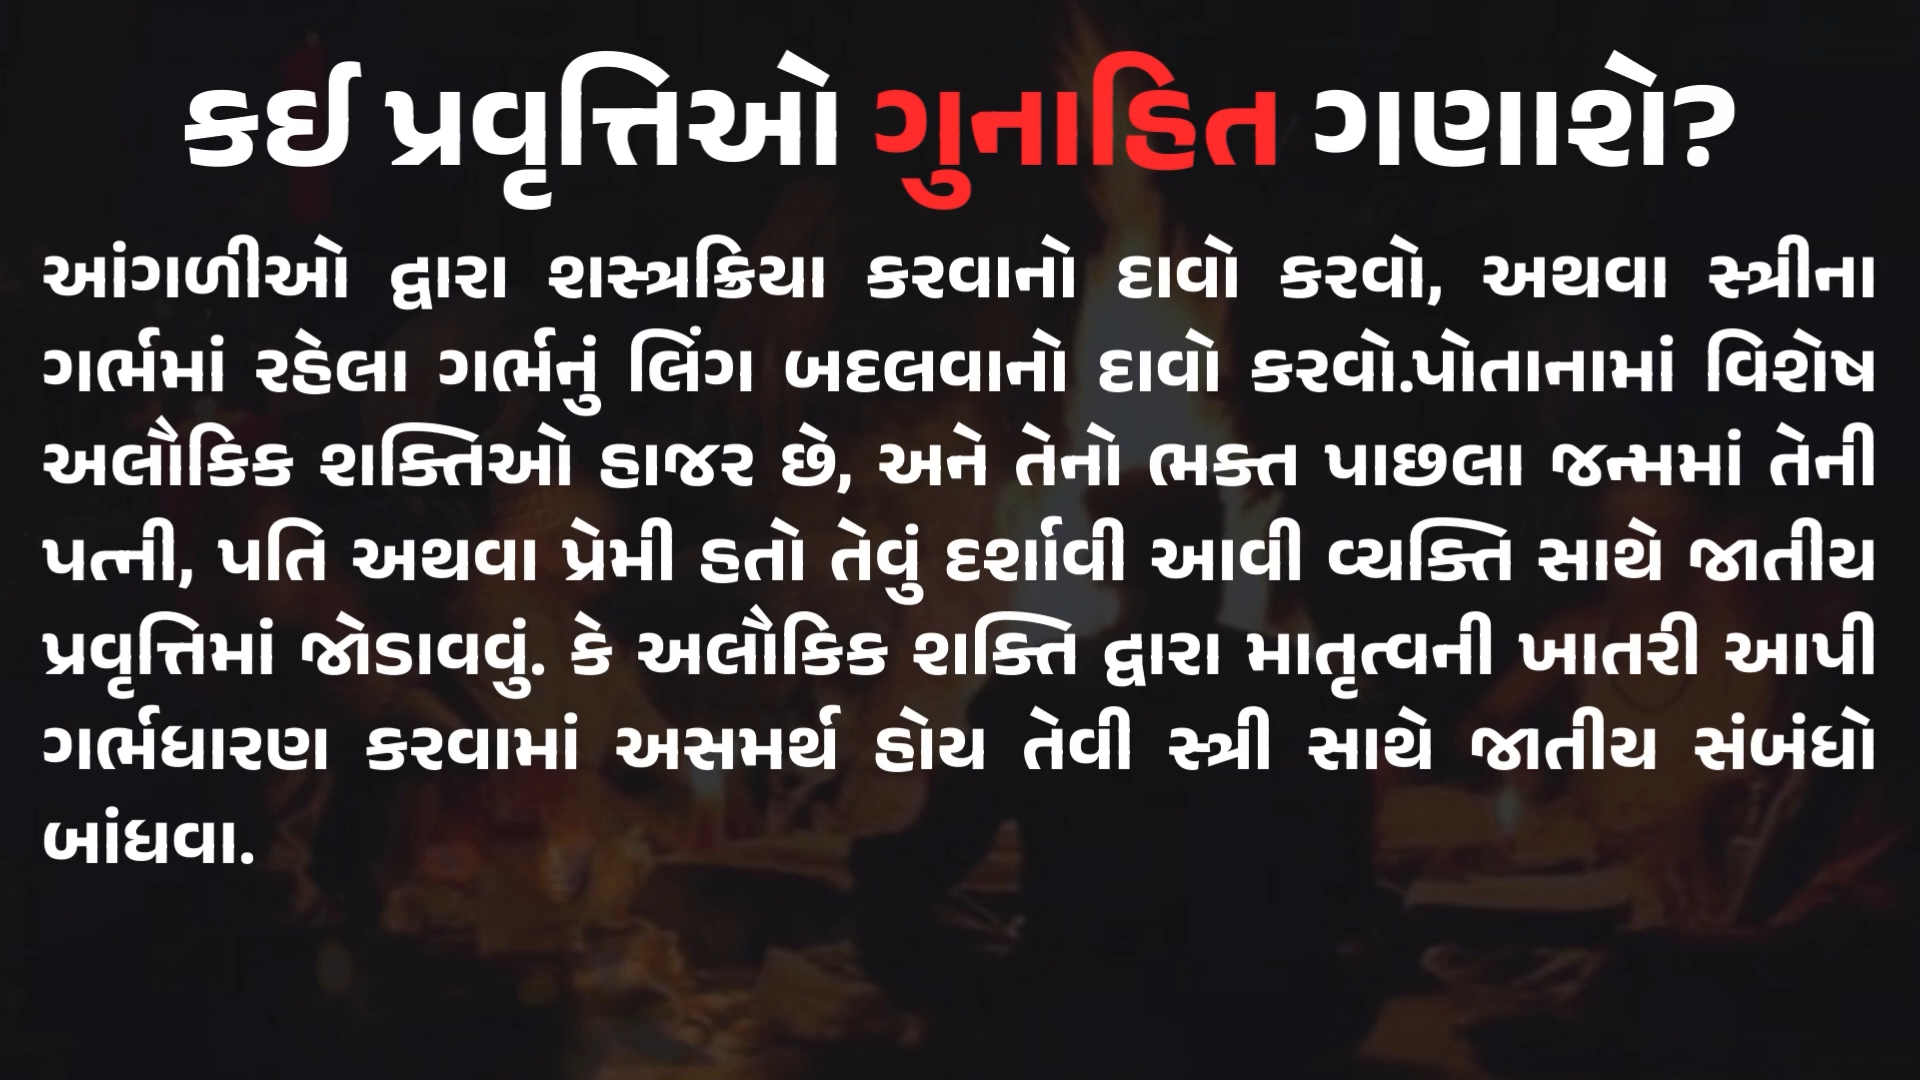 કઈ પ્રવૃત્તિઓ ગુનાહિત ગણાશે?
આંગળીઓ દ્વારા શસ્ત્રક્રિયા કરવાનો દાવો કરવો, અથવા સ્ત્રીના
ગર્ભમાં રહેલા ગર્ભનું લિંગ બદલવાનો દાવો કરવો.પોતાનામાં વિશેષ
અલૌકિક શક્તિઓ હાજર છે, અને તેનો ભક્ત પાછલા જન્મમાં તેની
પત્ની, પતિ અથવા પ્રેમી હતો તેવું દર્શાવી આવી વ્યક્તિ સાથે જાતીય
પ્રવૃત્તિમાં જોડાવવું. કે અલૌકિક શક્તિ દ્વારા માતૃત્વની ખાતરી આપી
ગર્ભધારણ કરવામાં અસમર્થ હોય તેવી સ્ત્રી સાથે જાતીય સંબંધો
બાંધવા.